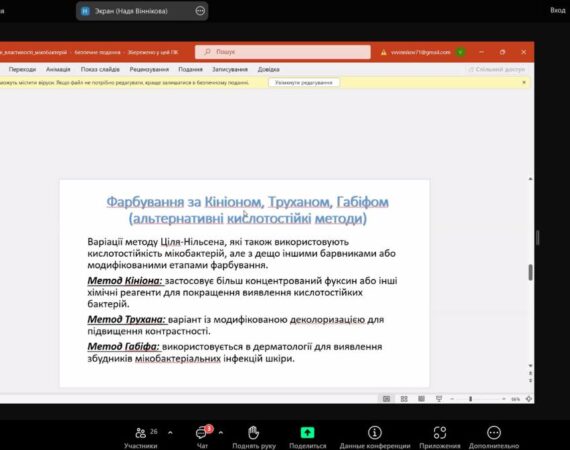 Экран (Надя Віннікова)
Вход
властивості_мікобактерій - Безпечне подання • Збережено у цей ПК
Пошук
vvvinnikov71@gmail.com
V
Переходи Анімація Показ слайдів Рецензування Подання Записування Довідка
Спільний доступ
можуть містити віруси. Якщо файл не потрібно редагувати, краще залишатися в безпечному поданні.
Увімкнути редагування
Фарбування за Кініоном, Труханом, Габіфом
(альтернативні кислотостійкі методи)
Варіації методу Ціля-Нільсена, які також використовують
кислотостійкість мікобактерій, але з дещо іншими барвниками або
модифікованими етапами фарбування.
Метод Кініона: застосовує більш концентрований фуксин або інші
хімічні реагенти для покращення виявлення кислотостійких
бактерій.
Метод Трухана: варіант із модифікованою деколоризацією для
підвищення контрастності.
Метод Габіфа: використовується в дерматології для виявлення
збудників мікобактеріальних інфекцій шкіри.
66%
26
3
Участники Чат Поднять руку Поделиться Данные конференции Приложения Дополнительно